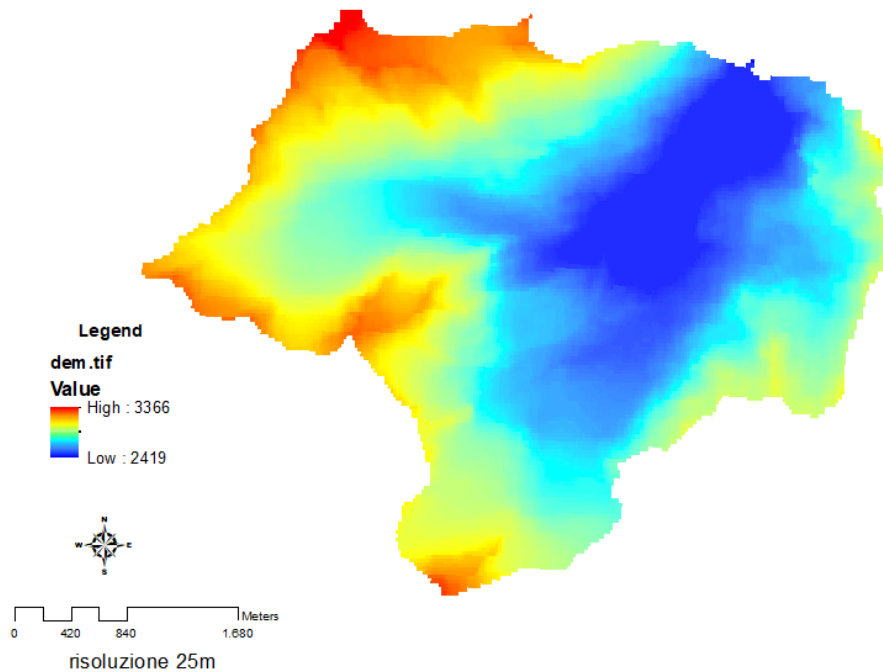 Legend
dem.tif
Value
High : 3366
Low : 2419
N
W E
S
Meters
0 420 840 1.680
risoluzione 25m